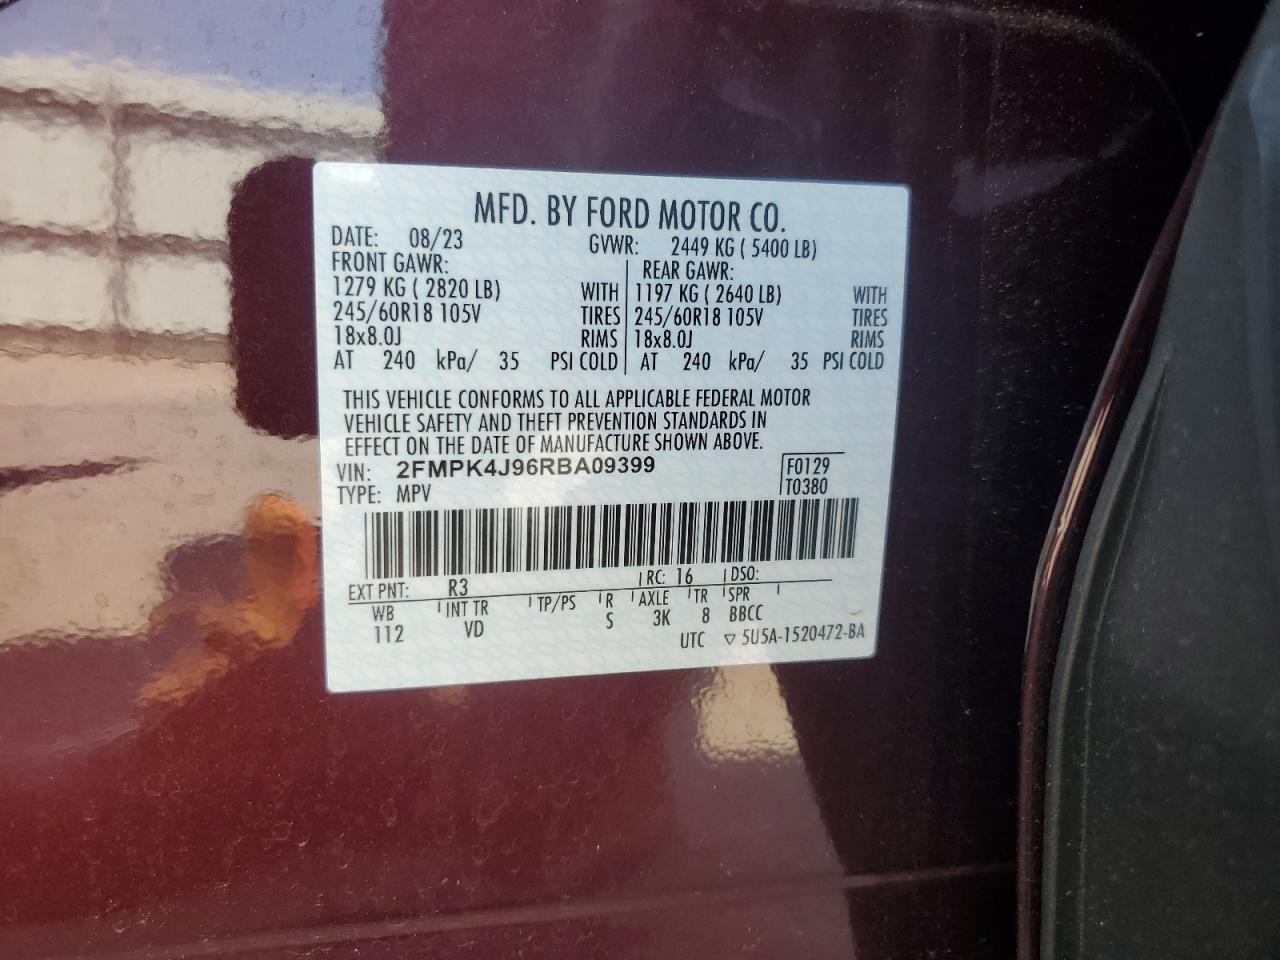 MFD. BY FORD MOTOR CO.
DATE: 08/23 GVWR: 2449 KG ( 5400 LB)
FRONT GAWR: REAR GAWR:
1279 KG ( 2820 LB) WITH 1197 KG ( 2640 LB) WITH
245/60R18 105V TIRES 245/60R18 105V TIRES
18x8.0J RIMS 18x8.0J RIMS
AT 240 kPa/ 35 PSI COLD AT 240 kPa/ 35 PSI COLD
THIS VEHICLE CONFORMS TO ALL APPLICABLE FEDERAL MOTOR
VEHICLE SAFETY AND THEFT PREVENTION STANDARDS IN
EFFECT ON THE DATE OF MANUFACTURE SHOWN ABOVE.
VIN: 2FMPK4J96RBA09399 F0129
TYPE: MPV T0380
EXT PNT: R3 RC: 16 DSO:
WB INT TR TP/PS R AXLE TR SPR
112 VD S 3K 8 BBCC
UTC ▽ 5U5A-1520472-BA